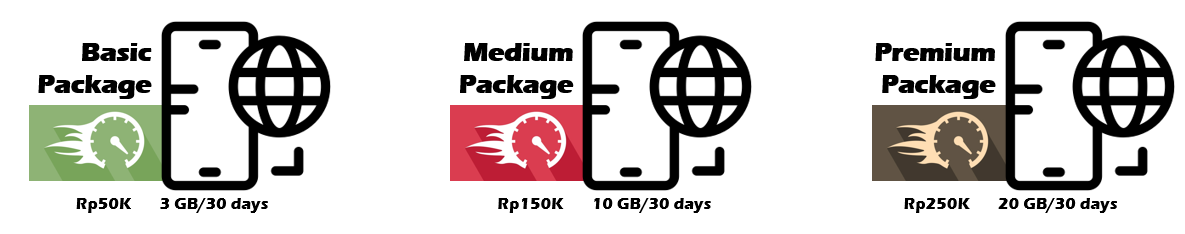 Basic
Package
Rp50K 3 GB/30 days
Medium
Package
Rp150K 10 GB/30 days
Premium
Package
Rp250K 20 GB/30 days